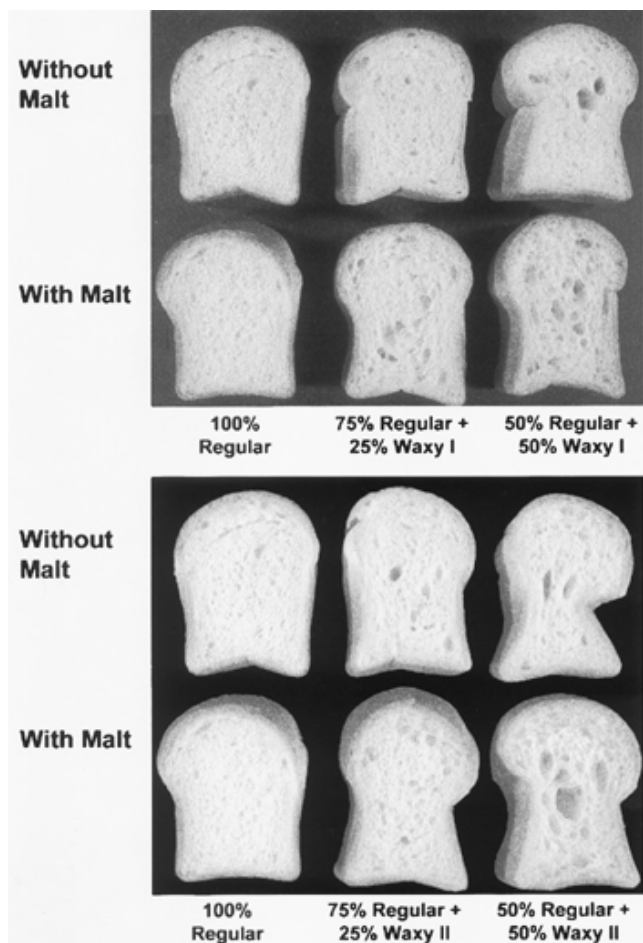 Without
Malt
With Malt
100%
Regular
75% Regular +
25% Waxy I
50% Regular +
50% Waxy I
Without
Malt
With Malt
100%
Regular
75% Regular +
25% Waxy II
50% Regular +
50% Waxy II